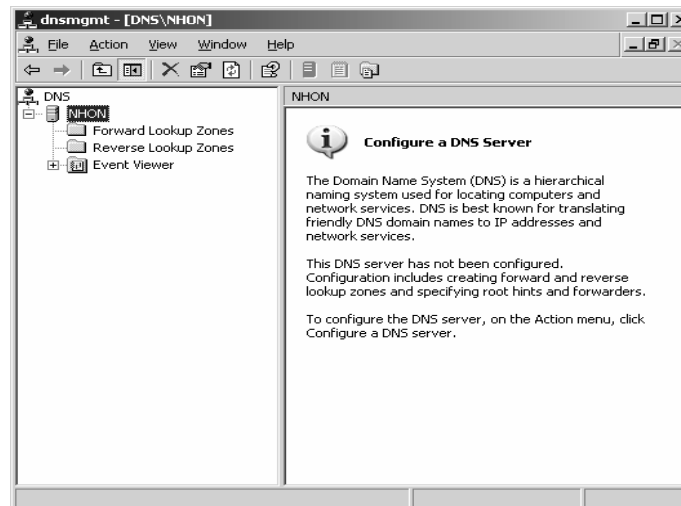 dnsmgmt - [DNS\NHON]
File Action View Window Help
DNS
NHON
Forward Lookup Zones
Reverse Lookup Zones
Event Viewer
NHON
Configure a DNS Server
The Domain Name System (DNS) is a hierarchical
naming system used for locating computers and
network services. DNS is best known for translating
friendly DNS domain names to IP addresses and
network services.
This DNS server has not been configured.
Configuration includes creating forward and reverse
lookup zones and specifying root hints and forwarders.
To configure the DNS server, on the Action menu, click
Configure a DNS server.